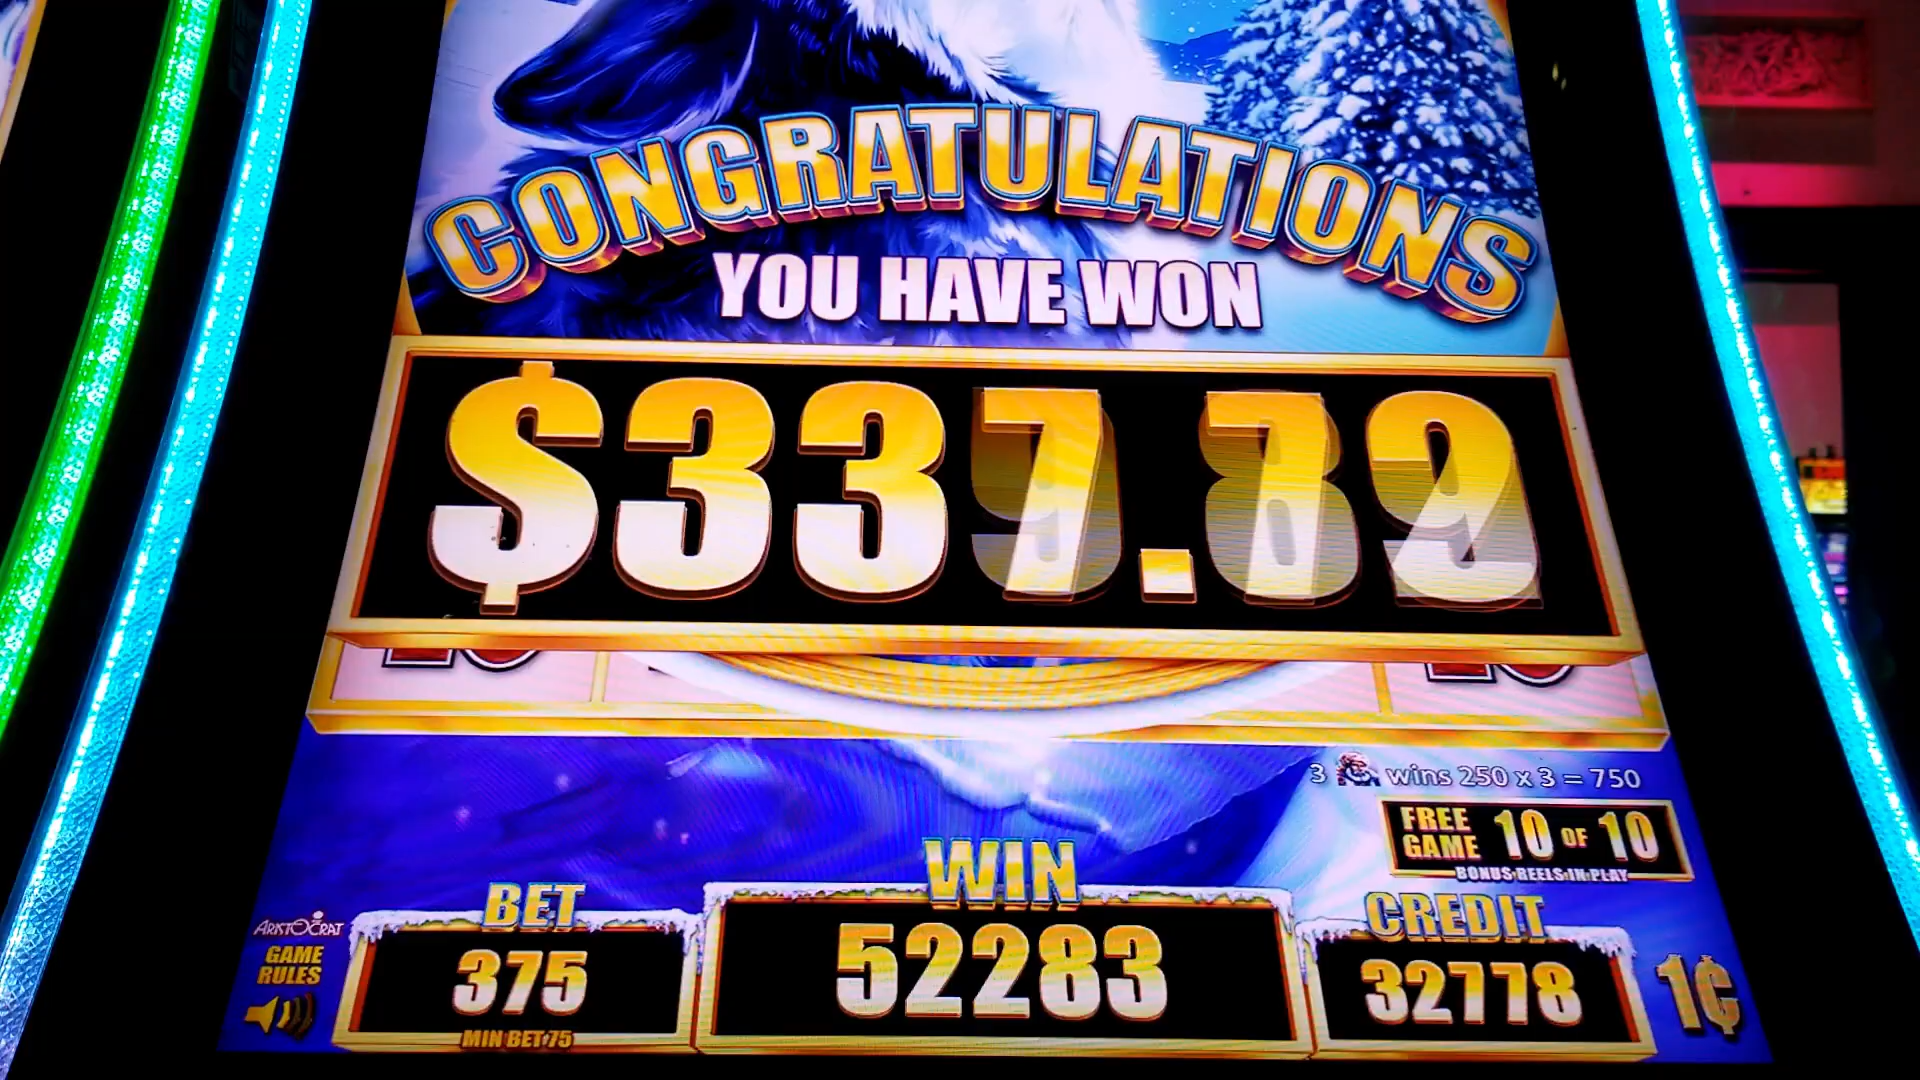 CONGRATULATIONS
YOU HAVE WON
3 wins 250 x 3 = 750
FREE GAME 10 OF 10
BONUS REELS IN PLAY
BET
375
MIN BET 75
WIN
52283
CREDIT
32778
1¢
ARISTOCRAT
GAME RULES